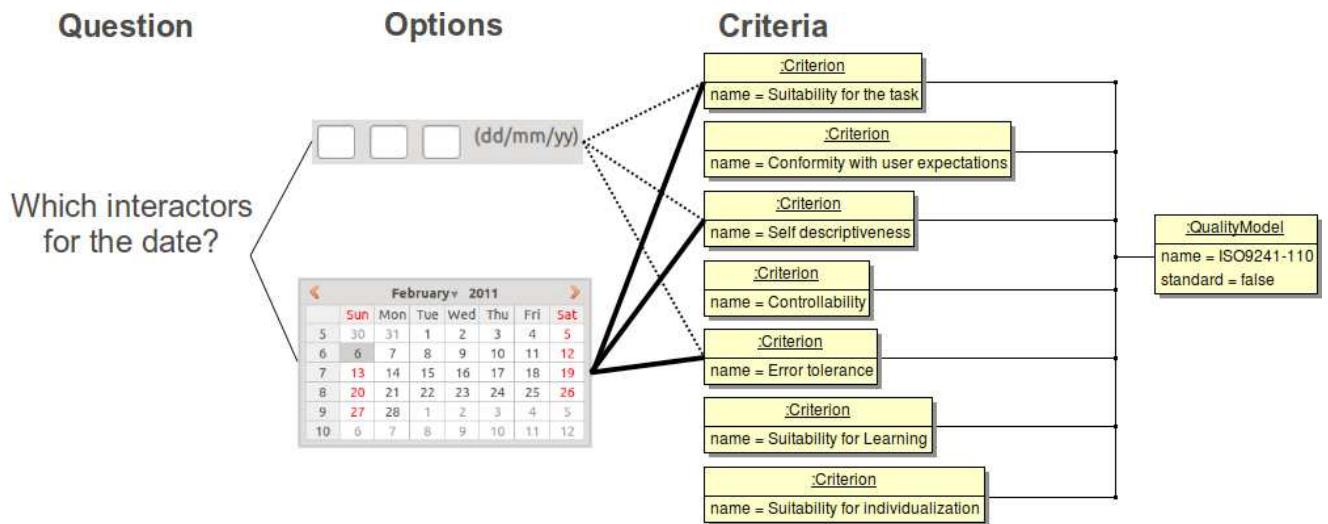 Question Options Criteria
(dd/mm/yy)
Which interactors
for the date?
February 2011
Sun Mon Tue Wed Thu Fri Sat
5 30 31 1 2 3 4 5
6 6 7 8 9 10 11 12
7 13 14 15 16 17 18 19
8 20 21 22 23 24 25 26
9 27 28 1 2 3 4 5
10 6 7 8 9 10 11 12
:Criterion
name = Suitability for the task
:Criterion
name = Conformity with user expectations
:Criterion
name = Self descriptiveness
:Criterion
name = Controllability
:Criterion
name = Error tolerance
:Criterion
name = Suitability for Learning
:Criterion
name = Suitability for individualization
:QualityModel
name = ISO9241-110
standard = false